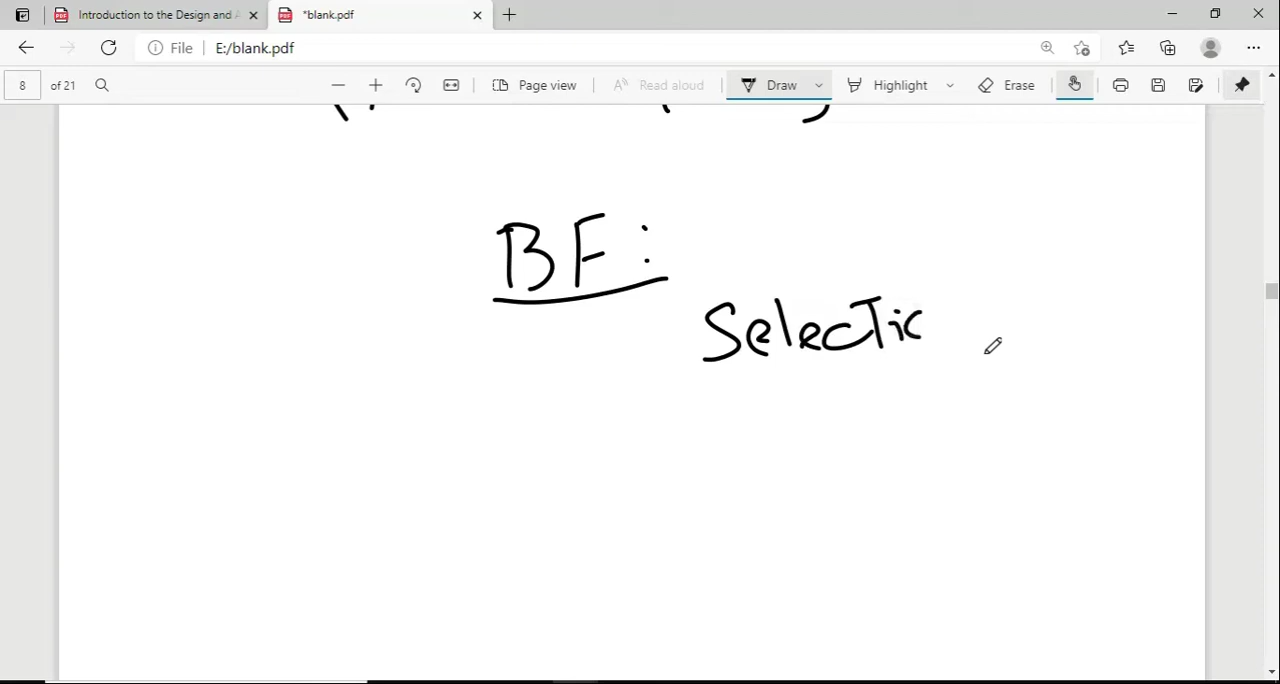 Introduction to the Design and
*blank.pdf
File E:/blank.pdf
8 of 21 Page view Read aloud Draw Highlight Erase
BF:
Selectic